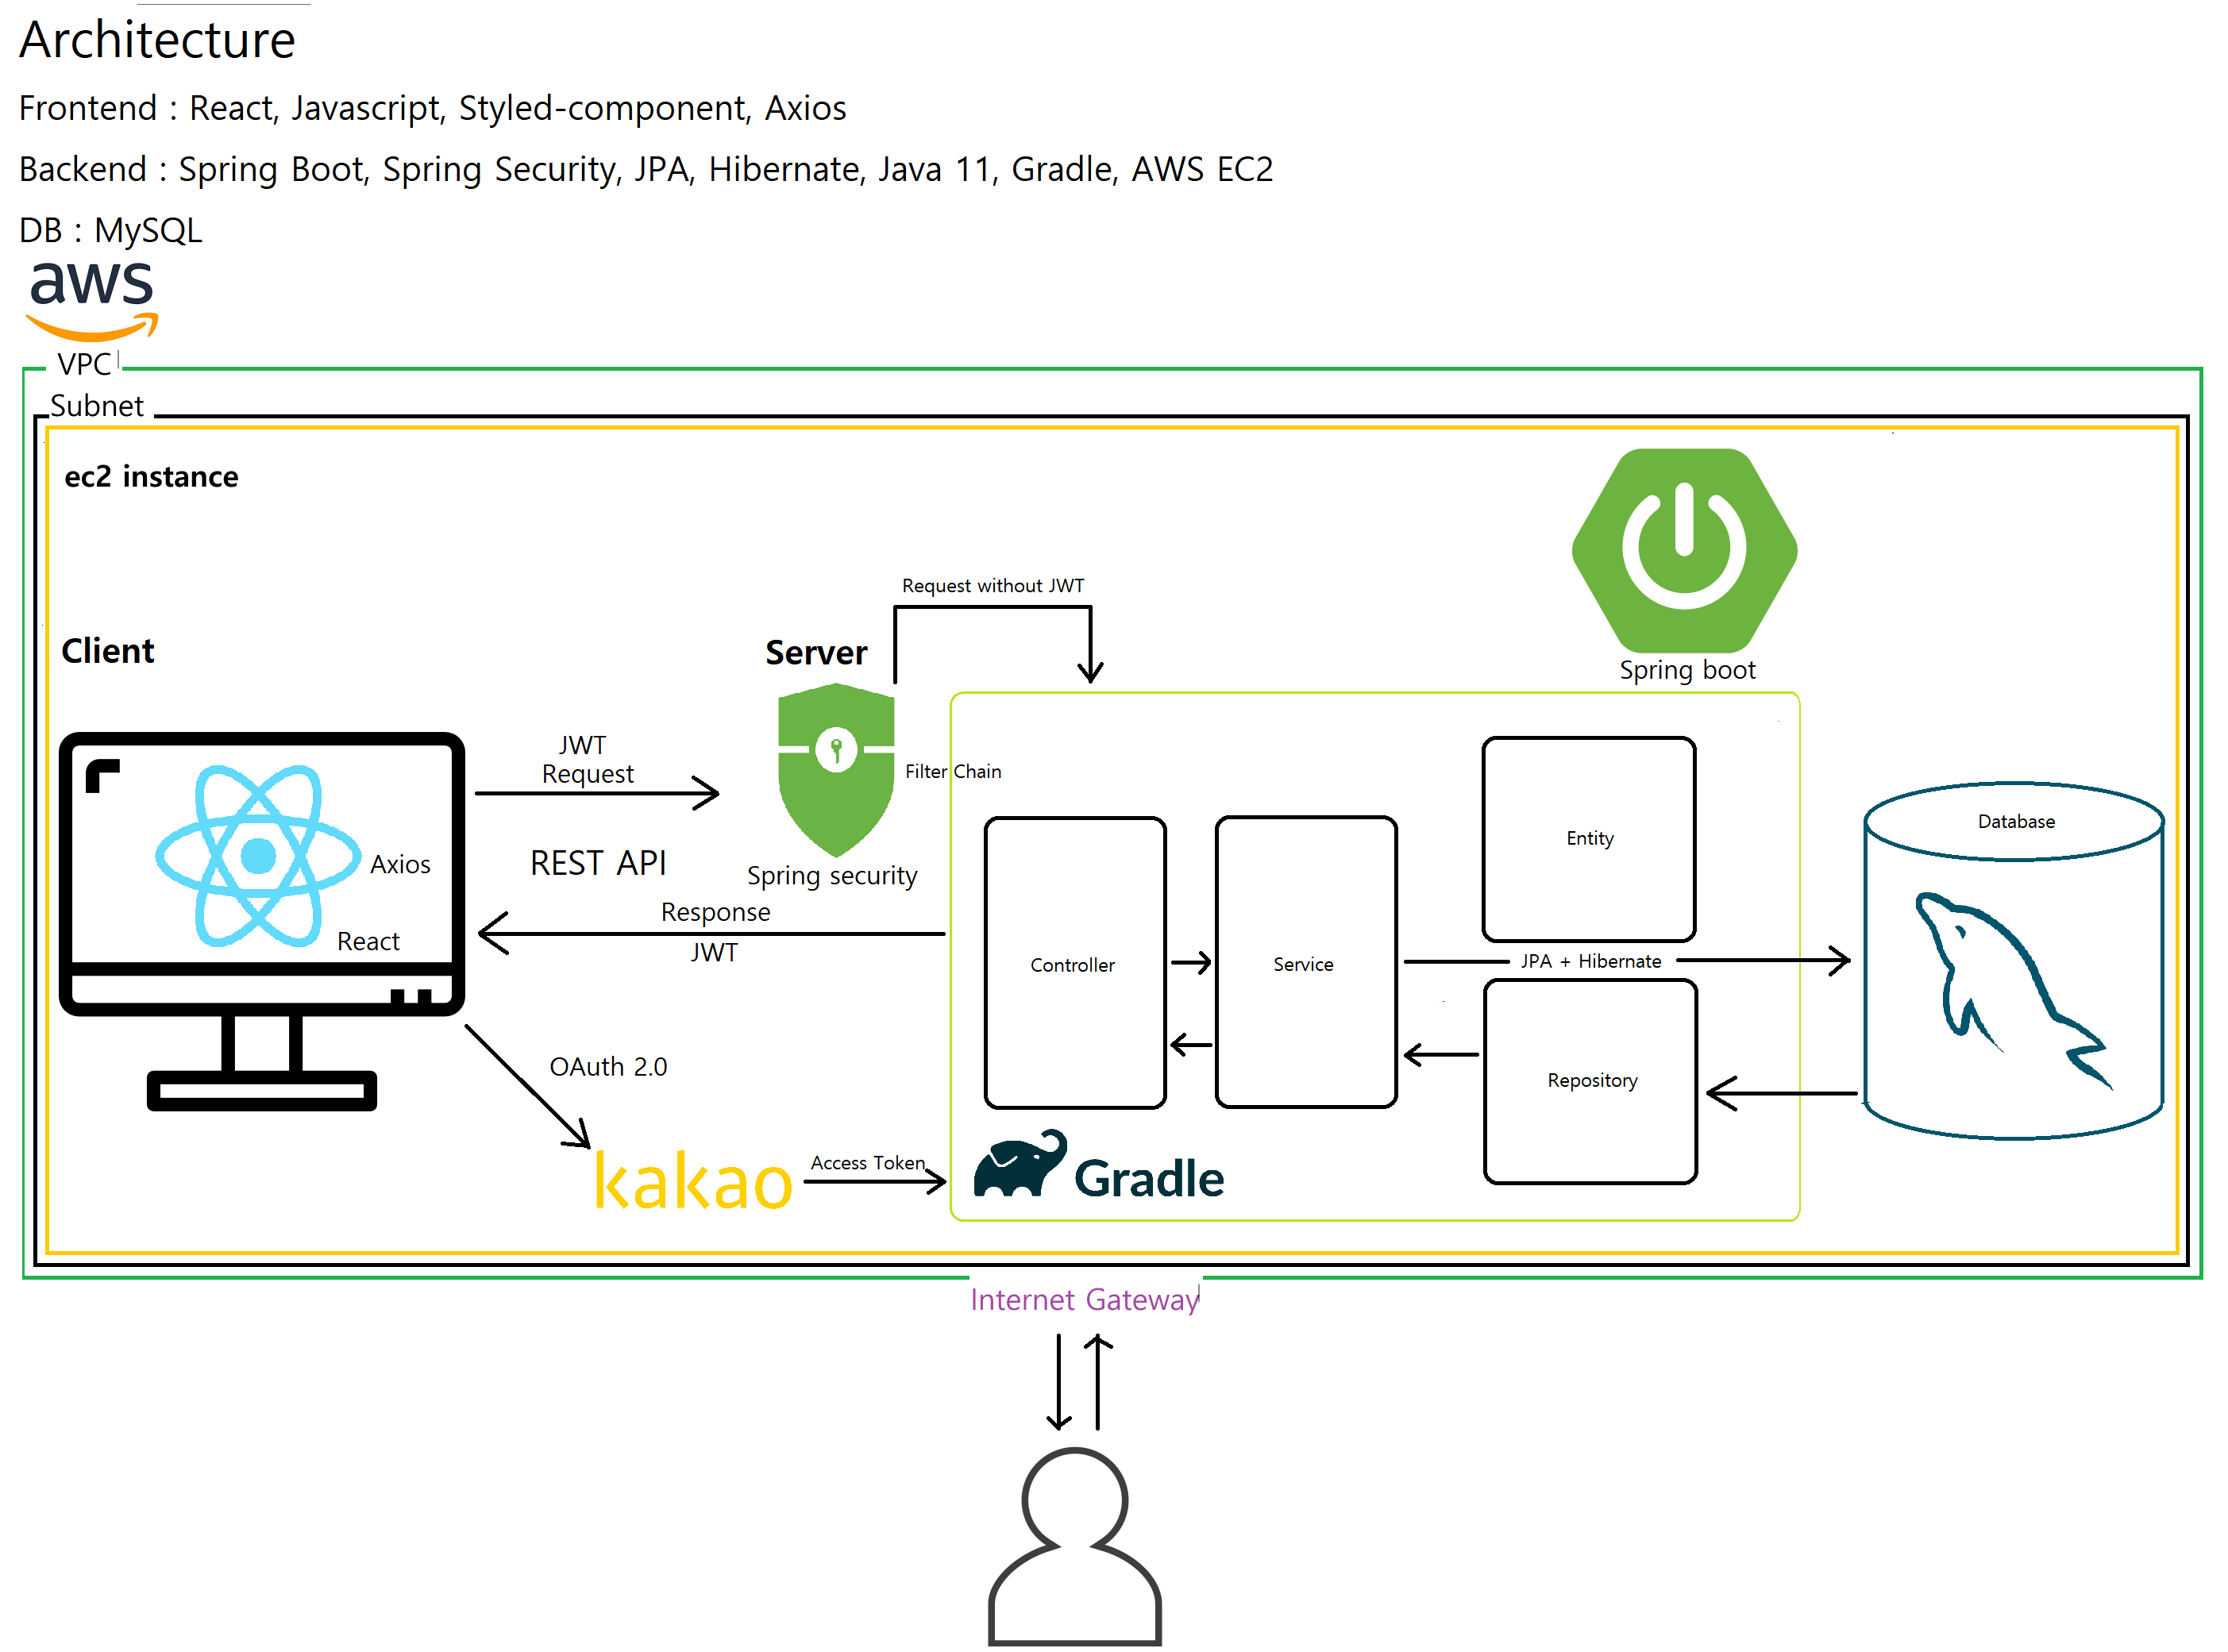 Architecture
Frontend : React, Javascript, Styled-component, Axios
Backend : Spring Boot, Spring Security, JPA, Hibernate, Java 11, Gradle, AWS EC2
DB : MySQL
aws
VPC
Subnet
ec2 instance
Request without JWT
Client
Server
Spring boot
JWT
Request
Filter Chain
REST API
Spring security
Axios
React
Response
JWT
Controller
Service
Entity
JPA + Hibernate
Repository
Database
OAuth 2.0
kakao
Access Token
Gradle
Internet Gateway